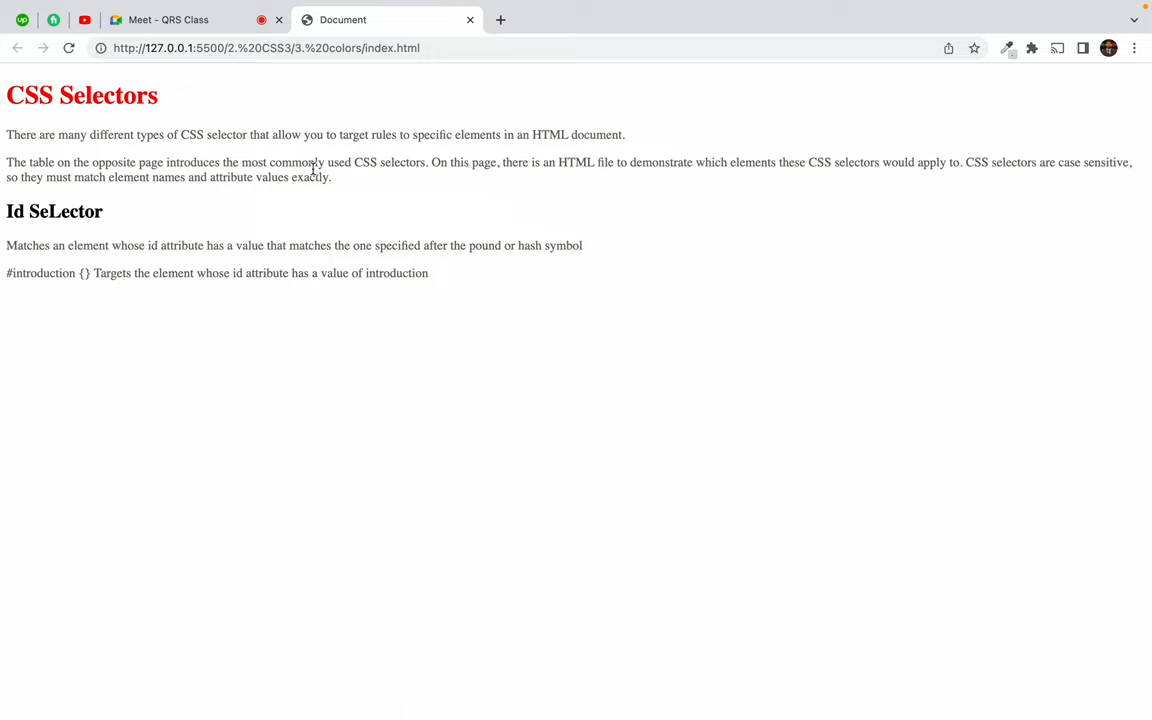 up
Meet - QRS Class
Document
http://127.0.0.1:5500/2.%20CSS3/3.%20colors/index.html
CSS Selectors
There are many different types of CSS selector that allow you to target rules to specific elements in an HTML document.
The table on the opposite page introduces the most commonly used CSS selectors. On this page, there is an HTML file to demonstrate which elements these CSS selectors would apply to. CSS selectors are case sensitive,
so they must match element names and attribute values exactly.
Id SeLector
Matches an element whose id attribute has a value that matches the one specified after the pound or hash symbol
#introduction {} Targets the element whose id attribute has a value of introduction